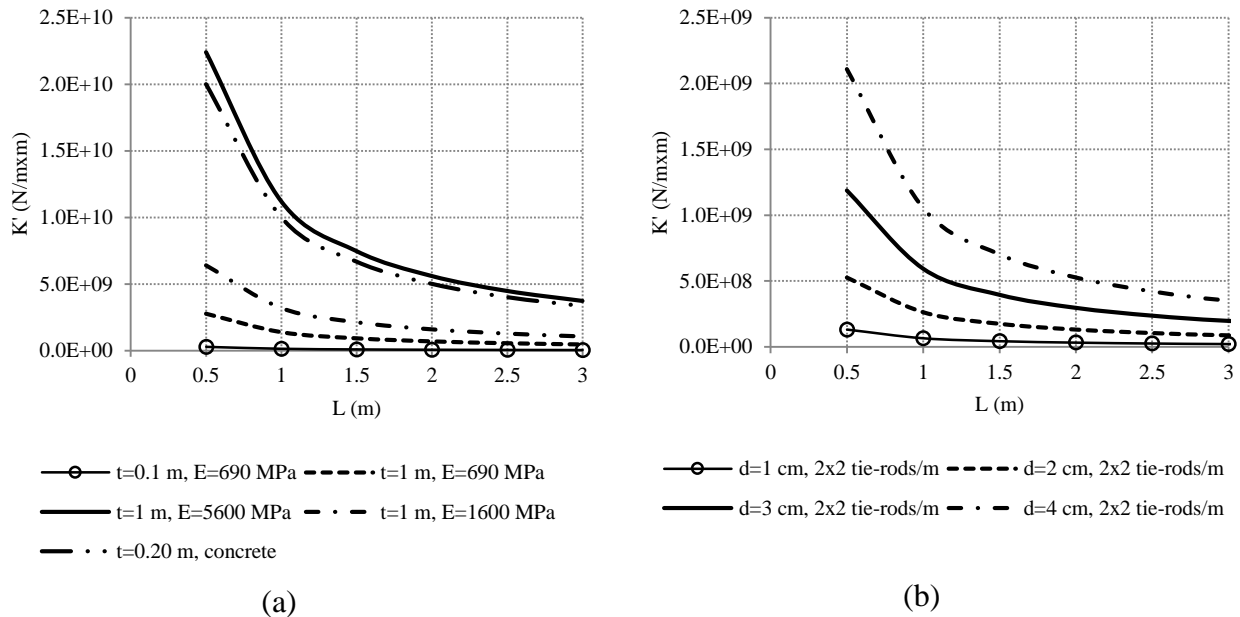 2.5E+10
2.0E+10
1.5E+10
1.0E+10
5.0E+09
0.0E+00
K' (N/mxm)
0 0.5 1 1.5 2 2.5 3
L (m)
t=0.1 m, E=690 MPa t=1 m, E=690 MPa
t=1 m, E=5600 MPa t=1 m, E=1600 MPa
t=0.20 m, concrete
(a)
2.5E+09
2.0E+09
1.5E+09
1.0E+09
5.0E+08
0.0E+00
K' (N/mxm)
0 0.5 1 1.5 2 2.5 3
L (m)
d=1 cm, 2x2 tie-rods/m d=2 cm, 2x2 tie-rods/m
d=3 cm, 2x2 tie-rods/m d=4 cm, 2x2 tie-rods/m
(b)